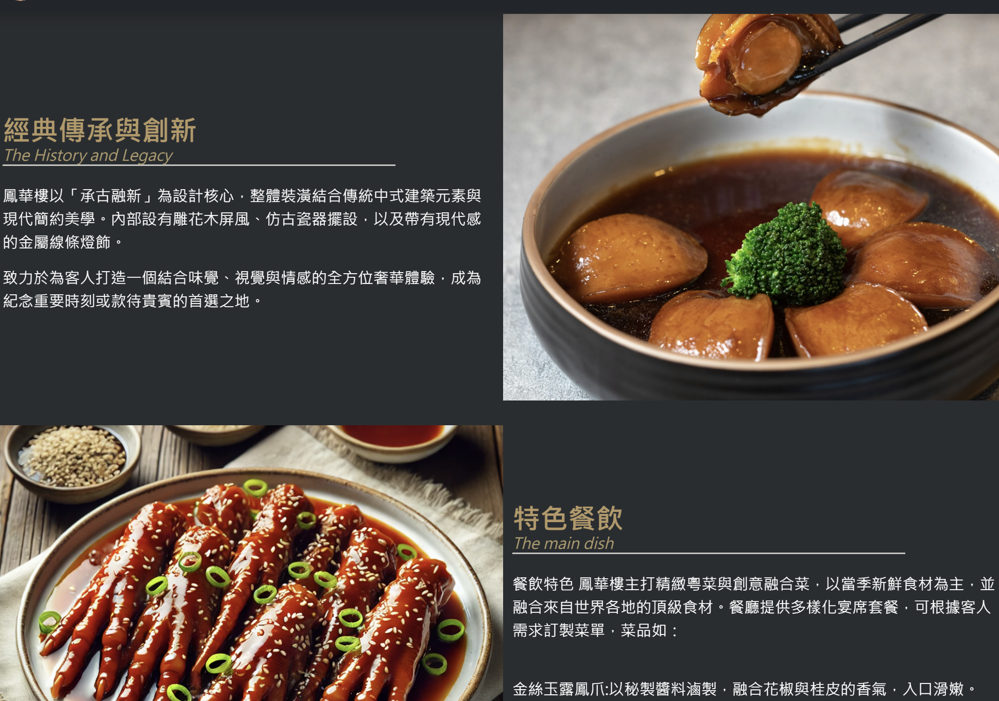 經典傳承與創新
The History and Legacy
鳳華樓以「承古融新」為設計核心，整體裝潢結合傳統中式建築元素與
現代簡約美學。內部設有雕花木屏風、仿古瓷器擺設，以及帶有現代感
的金屬線條燈飾。
致力於為客人打造一個結合味覺、視覺與情感的全方位奢華體驗，成為
紀念重要時刻或款待貴賓的首選之地。
特色餐飲
The main dish
餐飲特色 鳳華樓主打精緻粵菜與創意融合菜，以當季新鮮食材為主，並
融合來自世界各地的頂級食材。餐廳提供多樣化宴席套餐，可根據客人
需求訂製菜單，菜品如：
金絲玉露鳳爪:以秘製醬料滷製，融合花椒與桂皮的香氣，入口滑嫩。